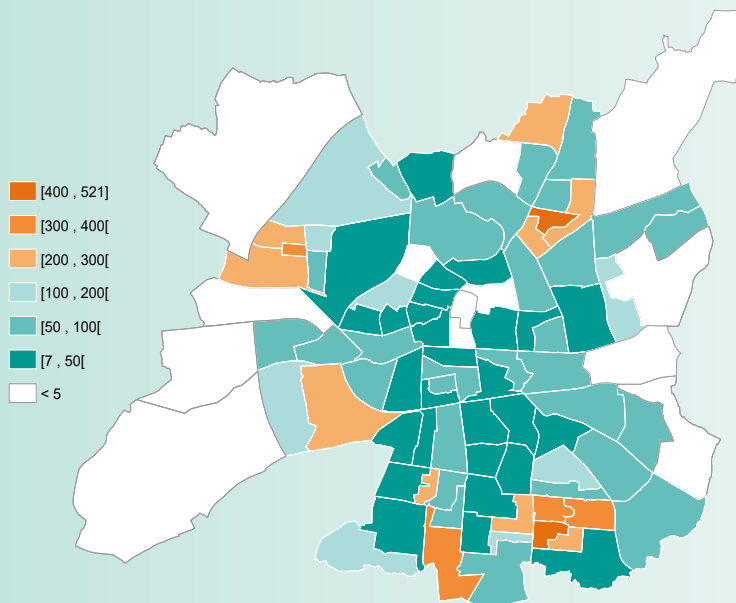 [400 , 521]
[300 , 400[
[200 , 300[
[100 , 200[
[50 , 100[
[7 , 50[
< 5